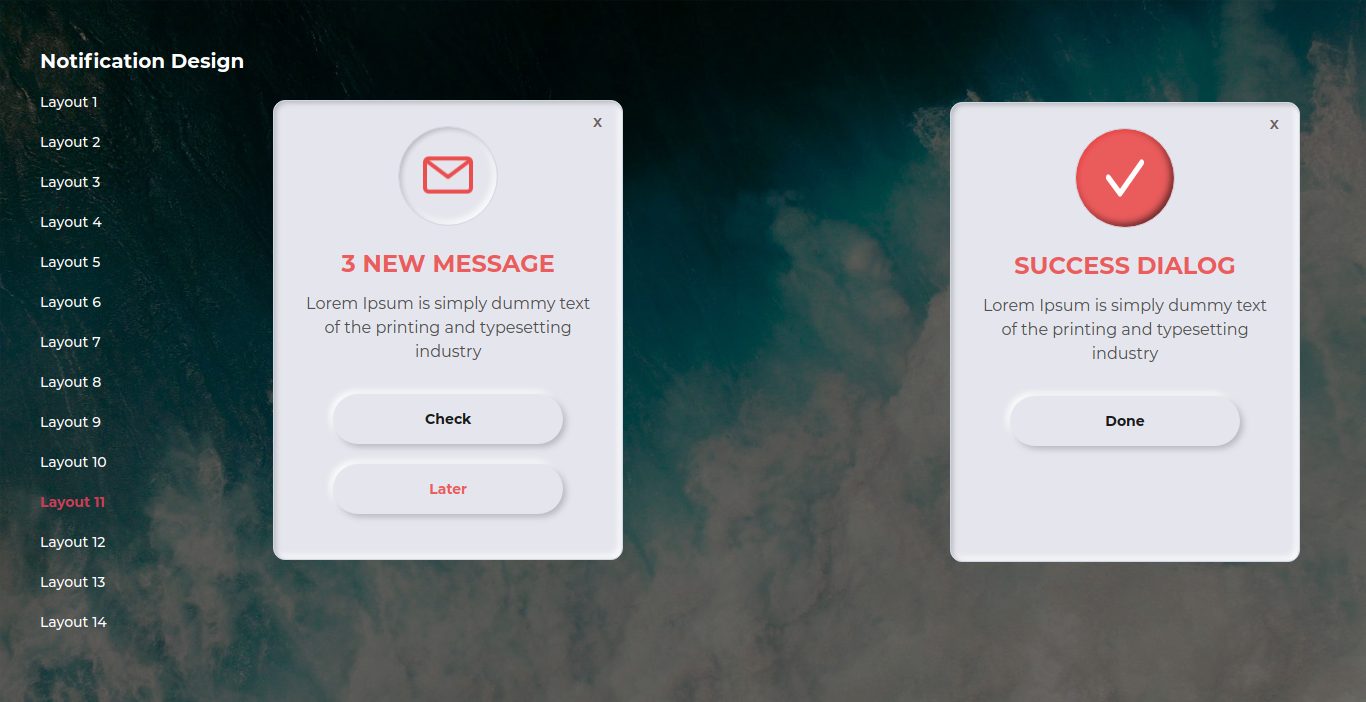 Notification Design
Layout 1
Layout 2
Layout 3
Layout 4
Layout 5
Layout 6
Layout 7
Layout 8
Layout 9
Layout 10
Layout 11
Layout 12
Layout 13
Layout 14
X
3 NEW MESSAGE
Lorem Ipsum is simply dummy text
of the printing and typesetting
industry
Check
Later
X
SUCCESS DIALOG
Lorem Ipsum is simply dummy text
of the printing and typesetting
industry
Done